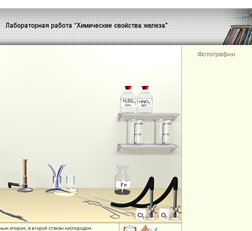 Лабораторная работа "Химические свойства железа"
Фотографии
H2SO4
HNO3
Fe
Cl2
O2
ным хлором, а второй стакан кислородом.